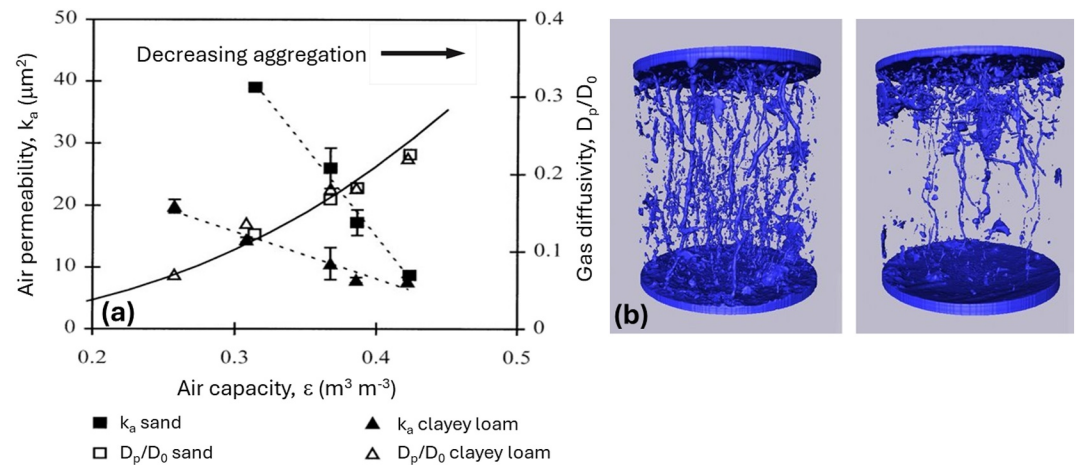 50
40
30
20
10
0
Air permeability, kₐ (μm²)
Decreasing aggregation
0.4
0.3
0.2
0.1
0
Gas diffusivity, Dₚ/D₀
(a)
0.2 0.3 0.4 0.5
Air capacity, ε (m³ m⁻³)
kₐ sand
kₐ clayey loam
Dₚ/D₀ sand
Dₚ/D₀ clayey loam
(b)